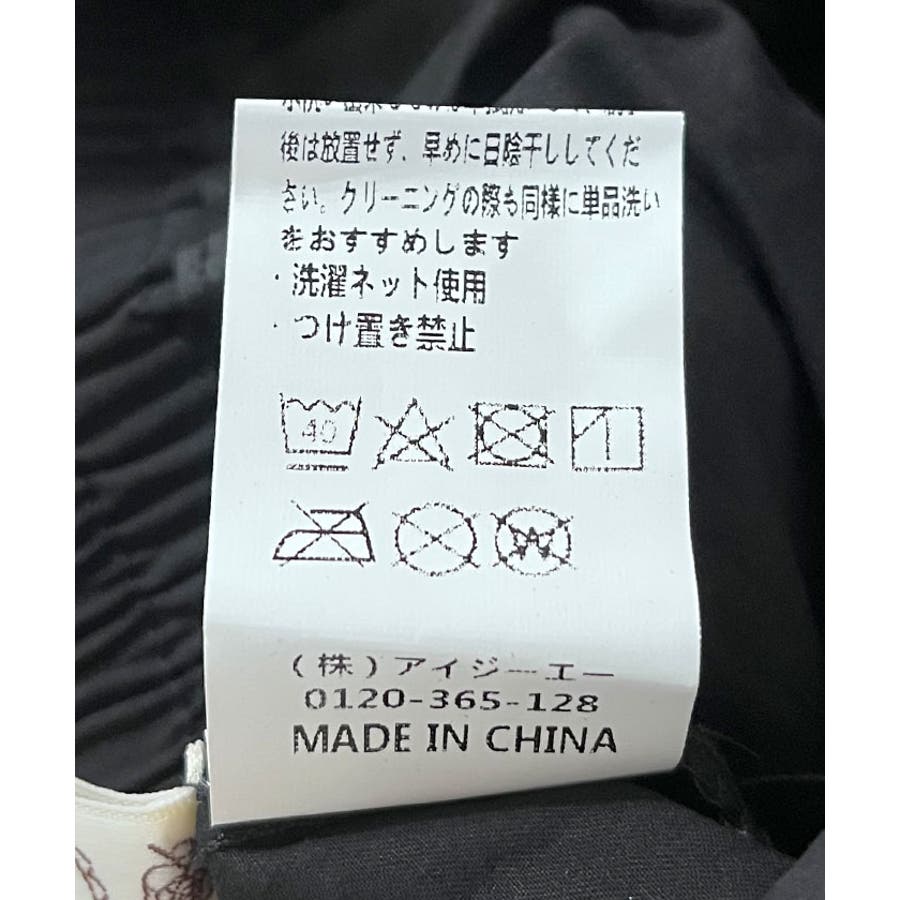 後は放置せず、早めに日陰干ししてくだ
さい。クリーニングの際も同様に単品洗い
をおすすめします
・洗濯ネット使用
・つけ置き禁止
40
W
(株)アイジーエー
0120-365-128
MADE IN CHINA